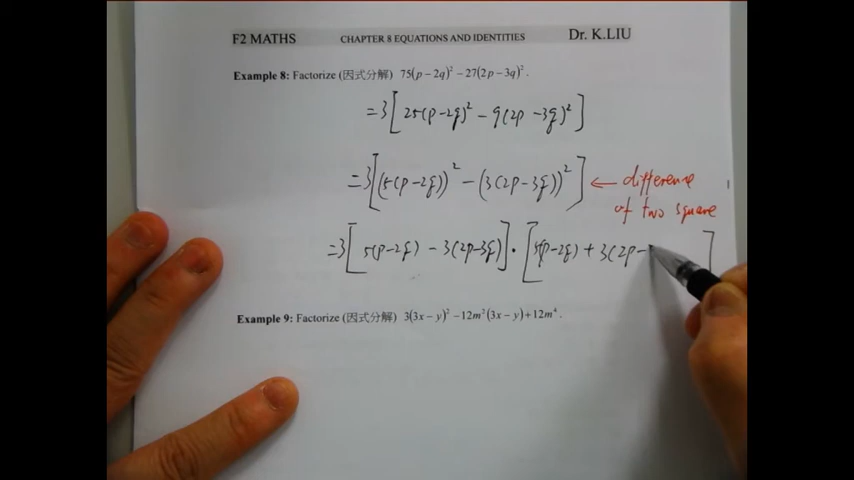 F2 MATHS CHAPTER 8 EQUATIONS AND IDENTITIES Dr. K.LIU
Example 8: Factorize (因式分解) 75(p−2q)² −27(2p−3q)².
=3[25(p−2q)² − 9(2p−3q)²]
=3[(5(p−2q))² −(3(2p−3q))²] ← difference
of two square
=3[5(p−2q) − 3(2p−3q)]·[5(p−2q) + 3(2p− ]
Example 9: Factorize (因式分解) 3(3x−y)² −12m²(3x−y)+12m⁴.